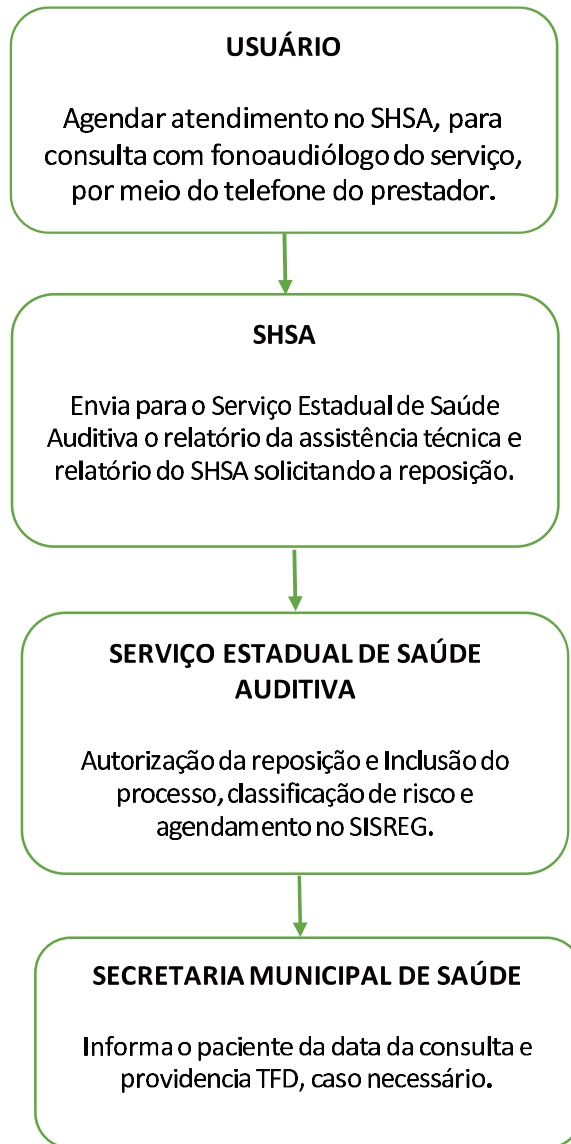 USUÁRIO
Agendar atendimento no SHSA, para
consulta com fonoaudiólogo do serviço,
por meio do telefone do prestador.
SHSA
Envia para o Serviço Estadual de Saúde
Auditiva o relatório da assistência técnica e
relatório do SHSA solicitando a reposição.
SERVIÇO ESTADUAL DE SAÚDE
AUDITIVA
Autorização da reposição e Inclusão do
processo, classificação de risco e
agendamento no SISREG.
SECRETARIA MUNICIPAL DE SAÚDE
Informa o paciente da data da consulta e
providencia TFD, caso necessário.